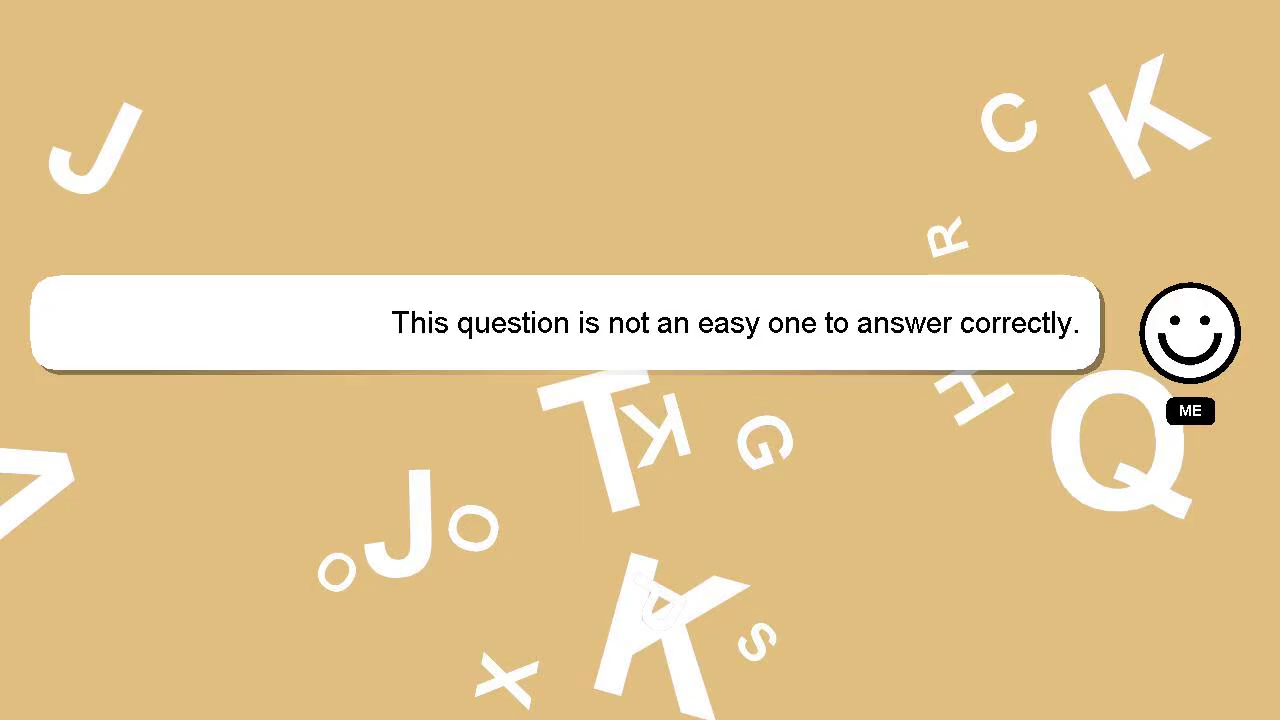 J
C
K
R
This question is not an easy one to answer correctly.
ME
H
Q
T
K
G
J
O
O
K
S
X